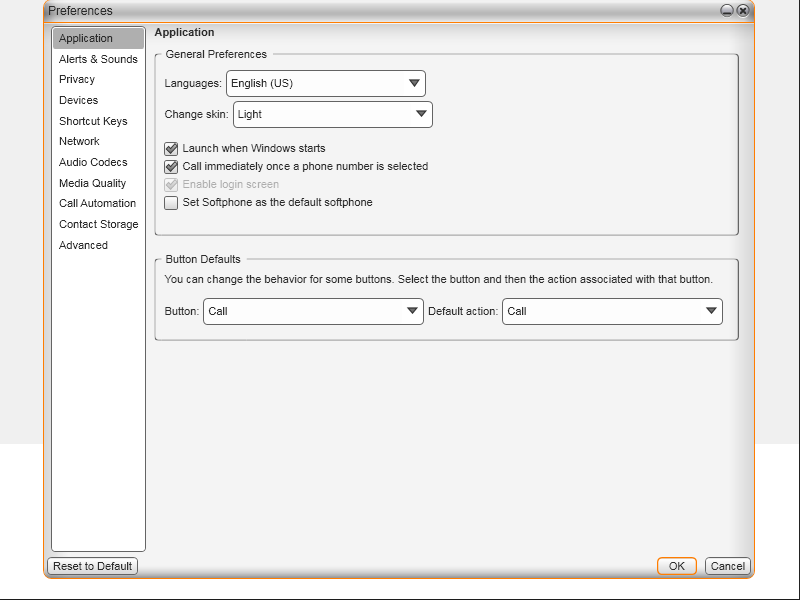 Preferences
Application
Alerts & Sounds
Privacy
Devices
Shortcut Keys
Network
Audio Codecs
Media Quality
Call Automation
Contact Storage
Advanced
Application
General Preferences
Languages: English (US)
Change skin: Light
Launch when Windows starts
Call immediately once a phone number is selected
Enable login screen
Set Softphone as the default softphone
Button Defaults
You can change the behavior for some buttons. Select the button and then the action associated with that button.
Button: Call Default action: Call
Reset to Default OK Cancel